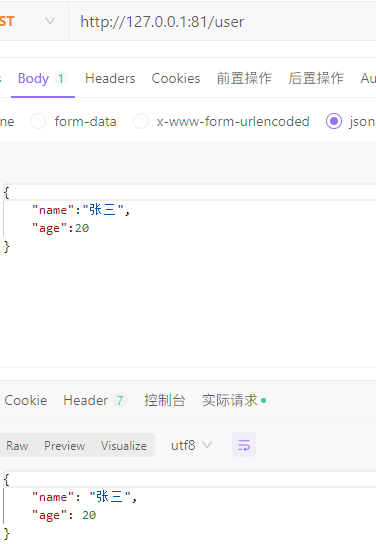 ST http://127.0.0.1:81/user
Body 1 Headers Cookies 前置操作 后置操作 Au
ne form-data x-www-form-urlencoded json
{
"name":"张三",
"age":20
}
Cookie Header 7 控制台 实际请求
Raw Preview Visualize utf8
{
"name": "张三",
"age": 20
}